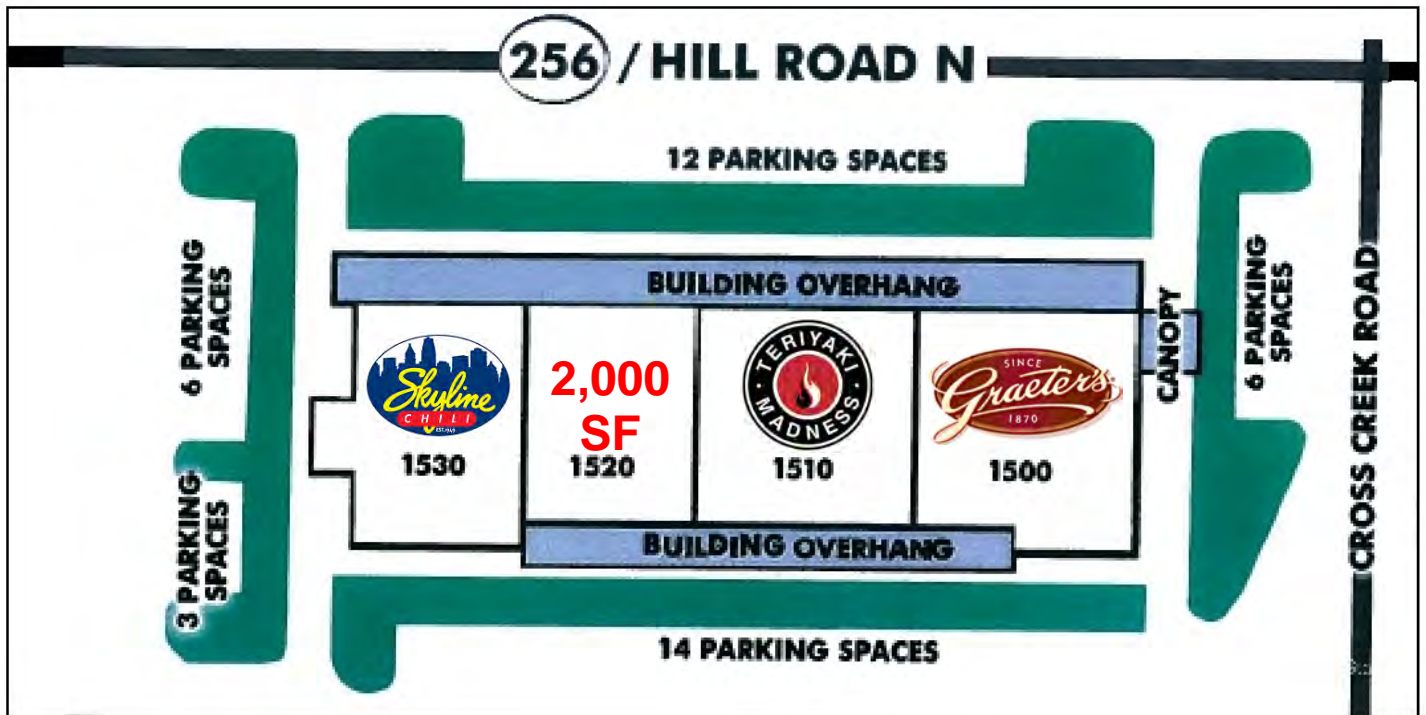 256 / HILL ROAD N
12 PARKING SPACES
6 PARKING
SPACES
3 PARKING
SPACES
BUILDING OVERHANG
Skyline
CHILI
EST. 1949
1530
2,000
SF
1520
TERIYAKI
MADNESS
1510
SINCE
Graeter's
1870
1500
CANOPY
6 PARKING
SPACES
CROSS CREEK ROAD
BUILDING OVERHANG
14 PARKING SPACES